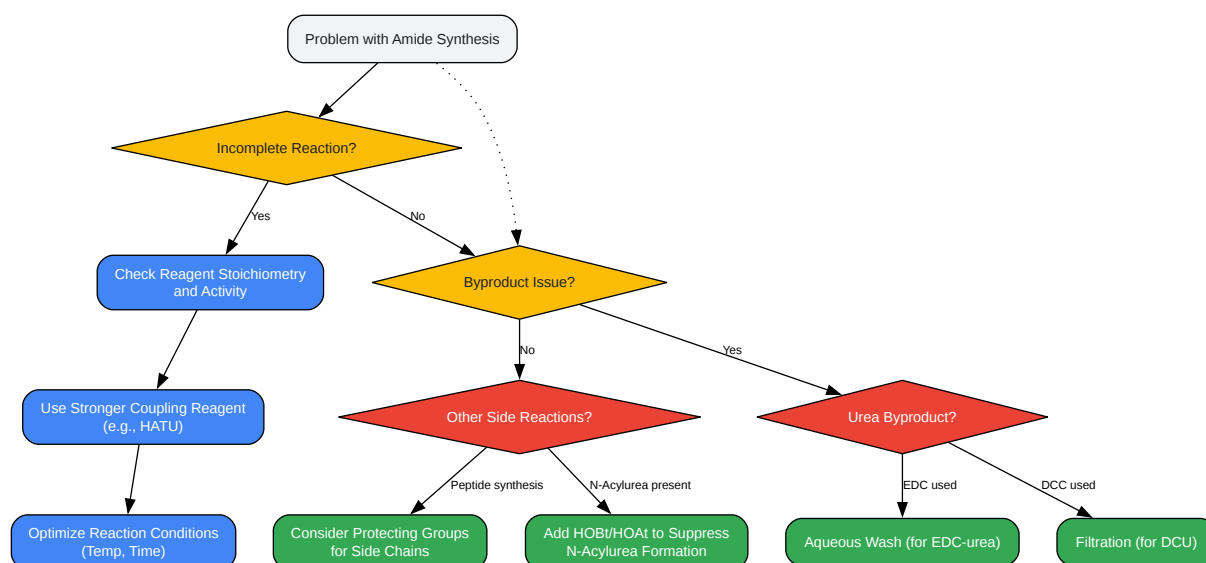 Problem with Amide Synthesis
Incomplete Reaction?
Yes
No
Check Reagent Stoichiometry
and Activity
Byproduct Issue?
No
Yes
Use Stronger Coupling Reagent
(e.g., HATU)
Other Side Reactions?
Urea Byproduct?
Peptide synthesis
N-Acylurea present
EDC used
DCC used
Optimize Reaction Conditions
(Temp, Time)
Consider Protecting Groups
for Side Chains
Add HOBt/HOAt to Suppress
N-Acylurea Formation
Aqueous Wash (for EDC-urea)
Filtration (for DCU)